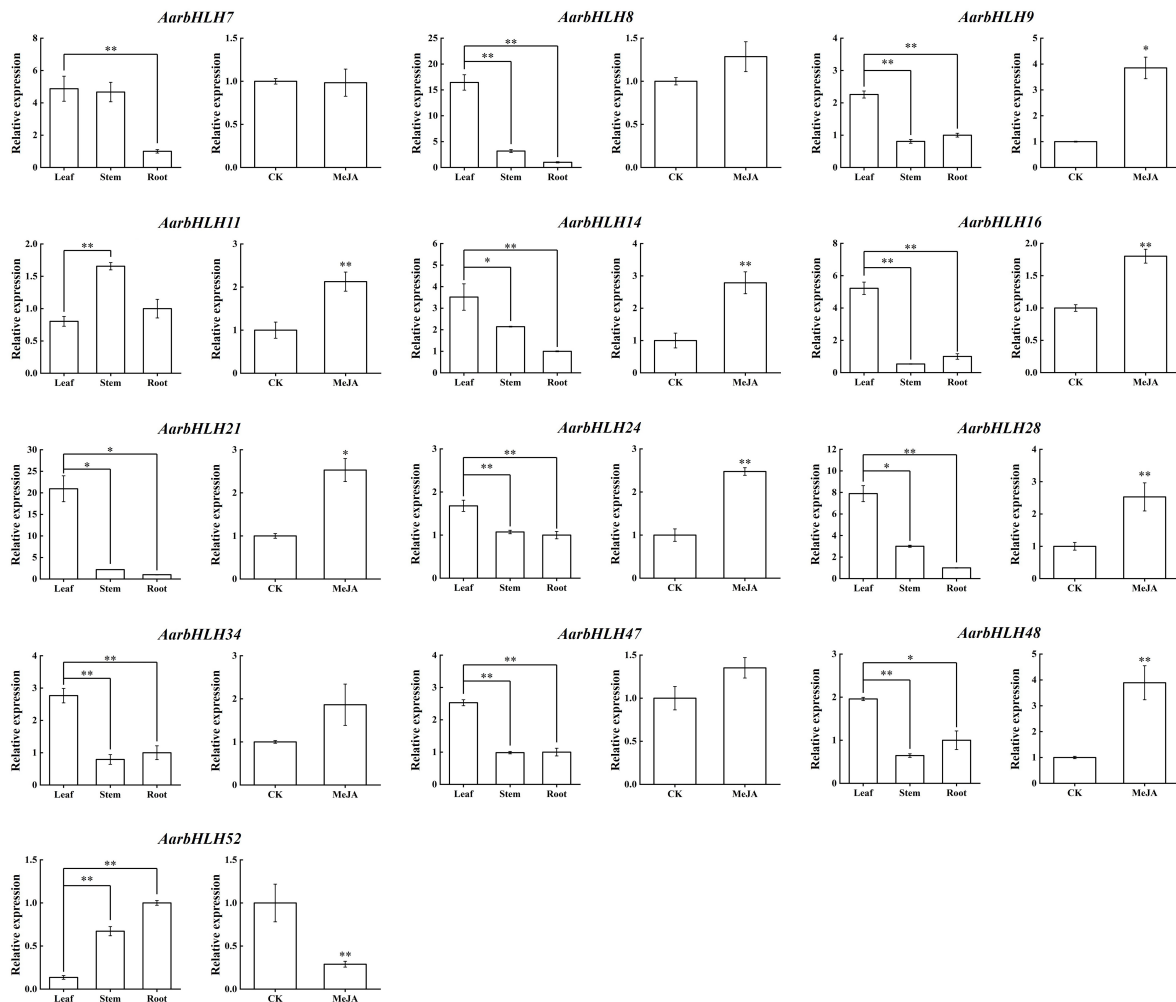 AarbHLH7
Relative expression
8
6
4
2
0
**
Leaf Stem Root
Relative expression
1.5
1.0
0.5
0.0
CK MeJA
AarbHLH8
Relative expression
25
20
15
10
5
0
**
**
Leaf Stem Root
Relative expression
1.5
1.0
0.5
0.0
CK MeJA
AarbHLH9
Relative expression
4
3
2
1
0
**
**
Leaf Stem Root
Relative expression
5
4
3
2
1
0
*
CK MeJA
AarbHLH11
Relative expression
2.0
1.5
1.0
0.5
0.0
**
Leaf Stem Root
Relative expression
3
2
1
0
**
CK MeJA
AarbHLH14
Relative expression
6
5
4
3
2
1
0
**
*
Leaf Stem Root
Relative expression
4
3
2
1
0
**
CK MeJA
AarbHLH16
Relative expression
8
6
4
2
0
**
**
Leaf Stem Root
Relative expression
2.0
1.5
1.0
0.5
0.0
**
CK MeJA
AarbHLH21
Relative expression
30
25
20
15
10
5
0
*
*
Leaf Stem Root
Relative expression
3
2
1
0
*
CK MeJA
AarbHLH24
Relative expression
3
2
1
0
**
**
Leaf Stem Root
Relative expression
3
2
1
0
**
CK MeJA
AarbHLH28
Relative expression
12
10
8
6
4
2
0
**
*
Leaf Stem Root
Relative expression
4
3
2
1
0
**
CK MeJA
AarbHLH34
Relative expression
4
3
2
1
0
**
**
Leaf Stem Root
Relative expression
3
2
1
0
CK MeJA
AarbHLH47
Relative expression
4
3
2
1
0
**
**
Leaf Stem Root
Relative expression
1.5
1.0
0.5
0.0
CK MeJA
AarbHLH48
Relative expression
3
2
1
0
*
**
Leaf Stem Root
Relative expression
5
4
3
2
1
0
**
CK MeJA
AarbHLH52
Relative expression
1.5
1.0
0.5
0.0
**
**
Leaf Stem Root
Relative expression
1.5
1.0
0.5
0.0
**
CK MeJA